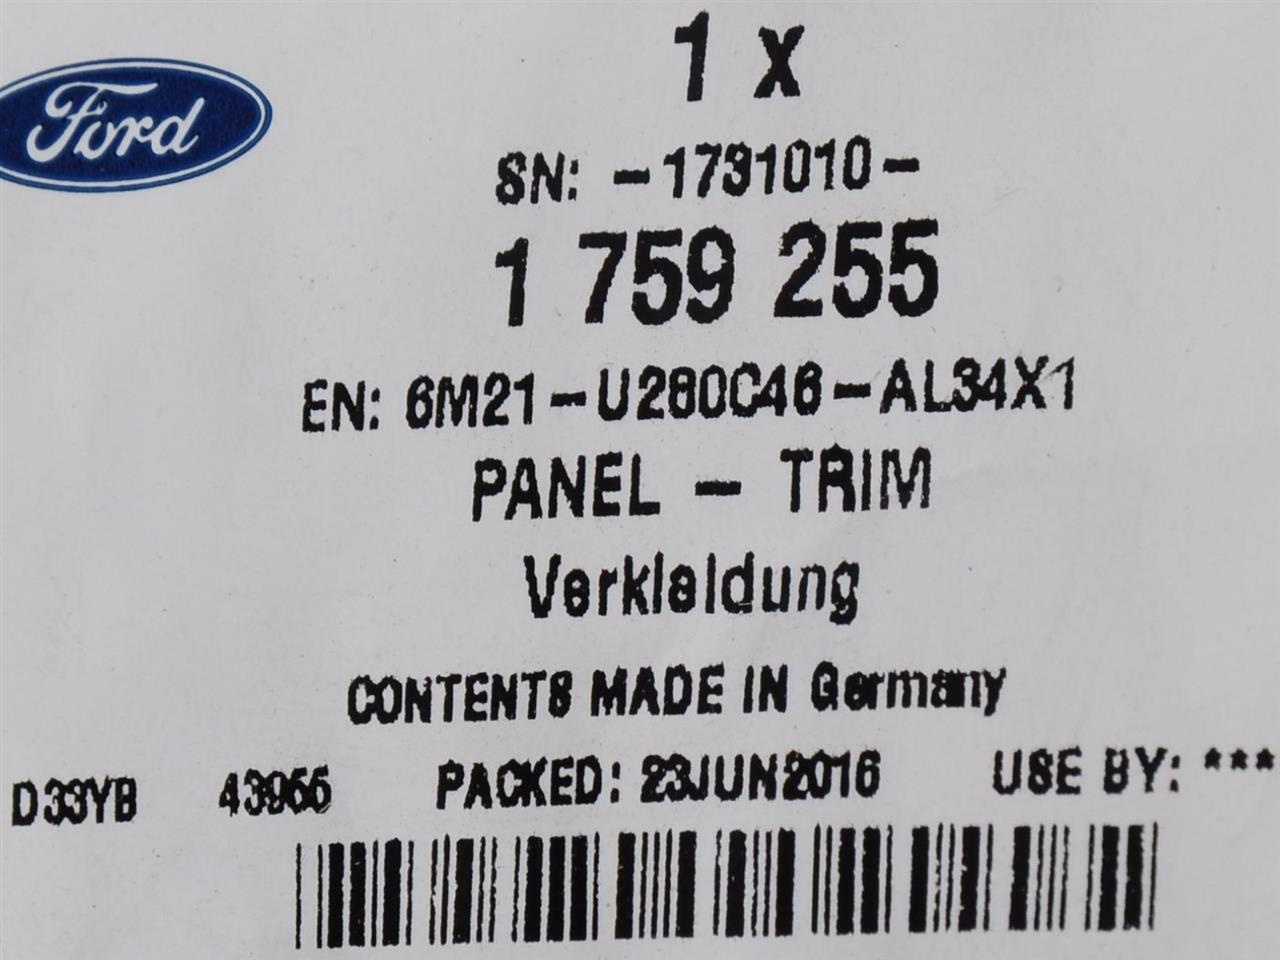 Ford
1 x
SN: -1731010-
1 759 255
EN: 6M21-U280C46-AL34X1
PANEL - TRIM
Verkleidung
CONTENTS MADE IN Germany
D33YB 43955 PACKED: 23JUN2016 USE BY: ***